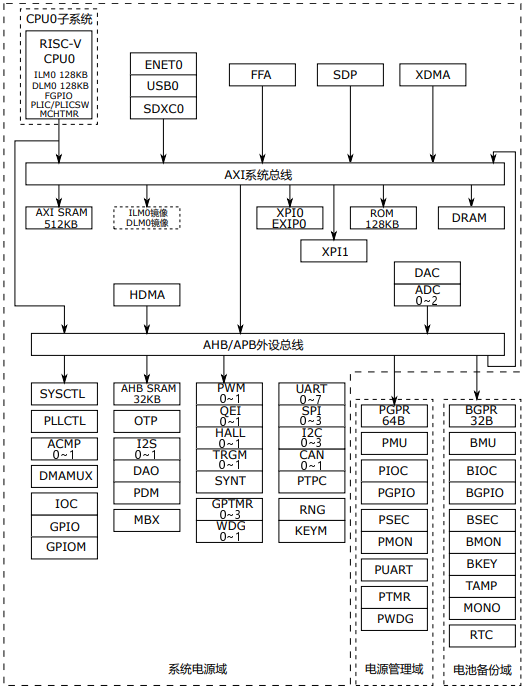 CPU0子系统
RISC-V
CPU0
ILM0 128KB
DLM0 128KB
FGPIO
PLIC/PLICSW
MCHTMR
ENET0
USB0
SDXC0
FFA
SDP
XDMA
AXI系统总线
AXI SRAM
512KB
ILM0镜像
DLM0镜像
XPI0
EXIP0
XPI1
ROM
128KB
DRAM
HDMA
DAC
ADC
0~2
AHB/APB外设总线
SYSCTL
PLLCTL
ACMP
0~1
DMAMUX
IOC
GPIO
GPIOM
AHB SRAM
32KB
OTP
I2S
0~1
DAO
PDM
MBX
PWM
0~1
QEI
0~1
HALL
0~1
TRGM
0~1
SYNT
GPTMR
0~3
WDG
0~1
UART
0~7
SPI
0~3
I2C
0~3
CAN
0~1
PTPC
RNG
KEYM
PGPR
64B
PMU
PIOC
PGPIO
PSEC
PMON
PUART
PTMR
PWDG
BGPR
32B
BMU
BIOC
BGPIO
BSEC
BMON
BKEY
TAMP
MONO
RTC
系统电源域
电源管理域
电池备份域